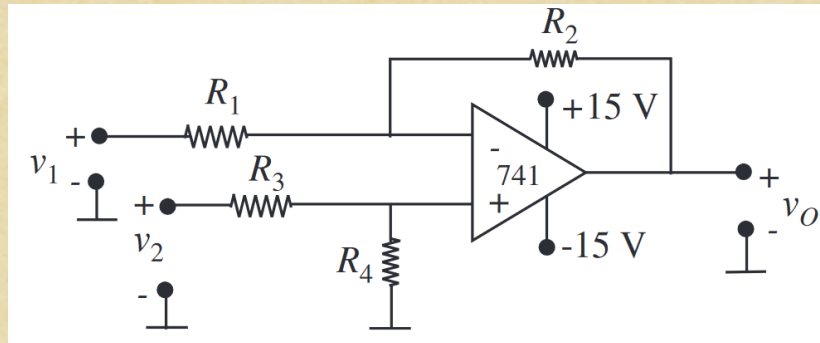 R2
R1
+15 V
+
v1
-
R3
-
741
+
+
v2
-
R4
-15 V
+
vO
-